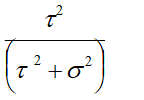 τ²
(τ² + σ²)